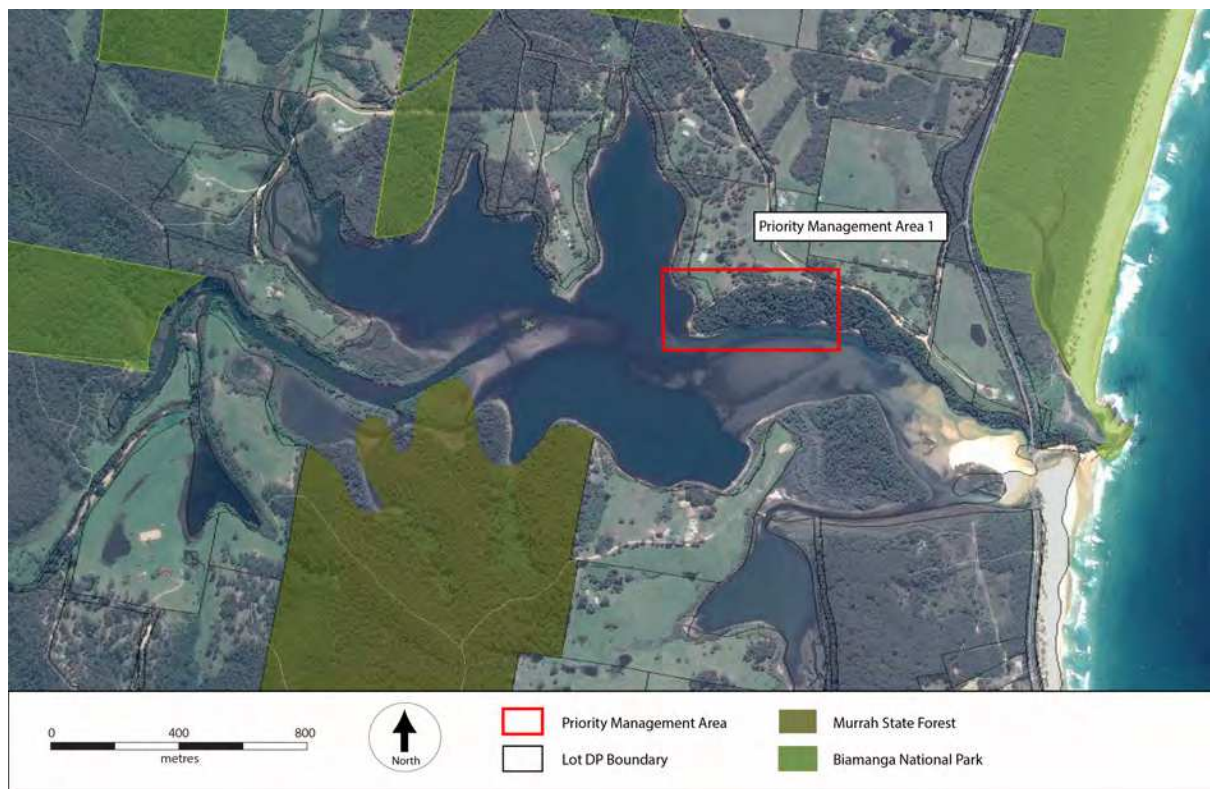 Priority Management Area 1
0 400 800
metres
North
Priority Management Area
Lot DP Boundary
Murrah State Forest
Biamanga National Park